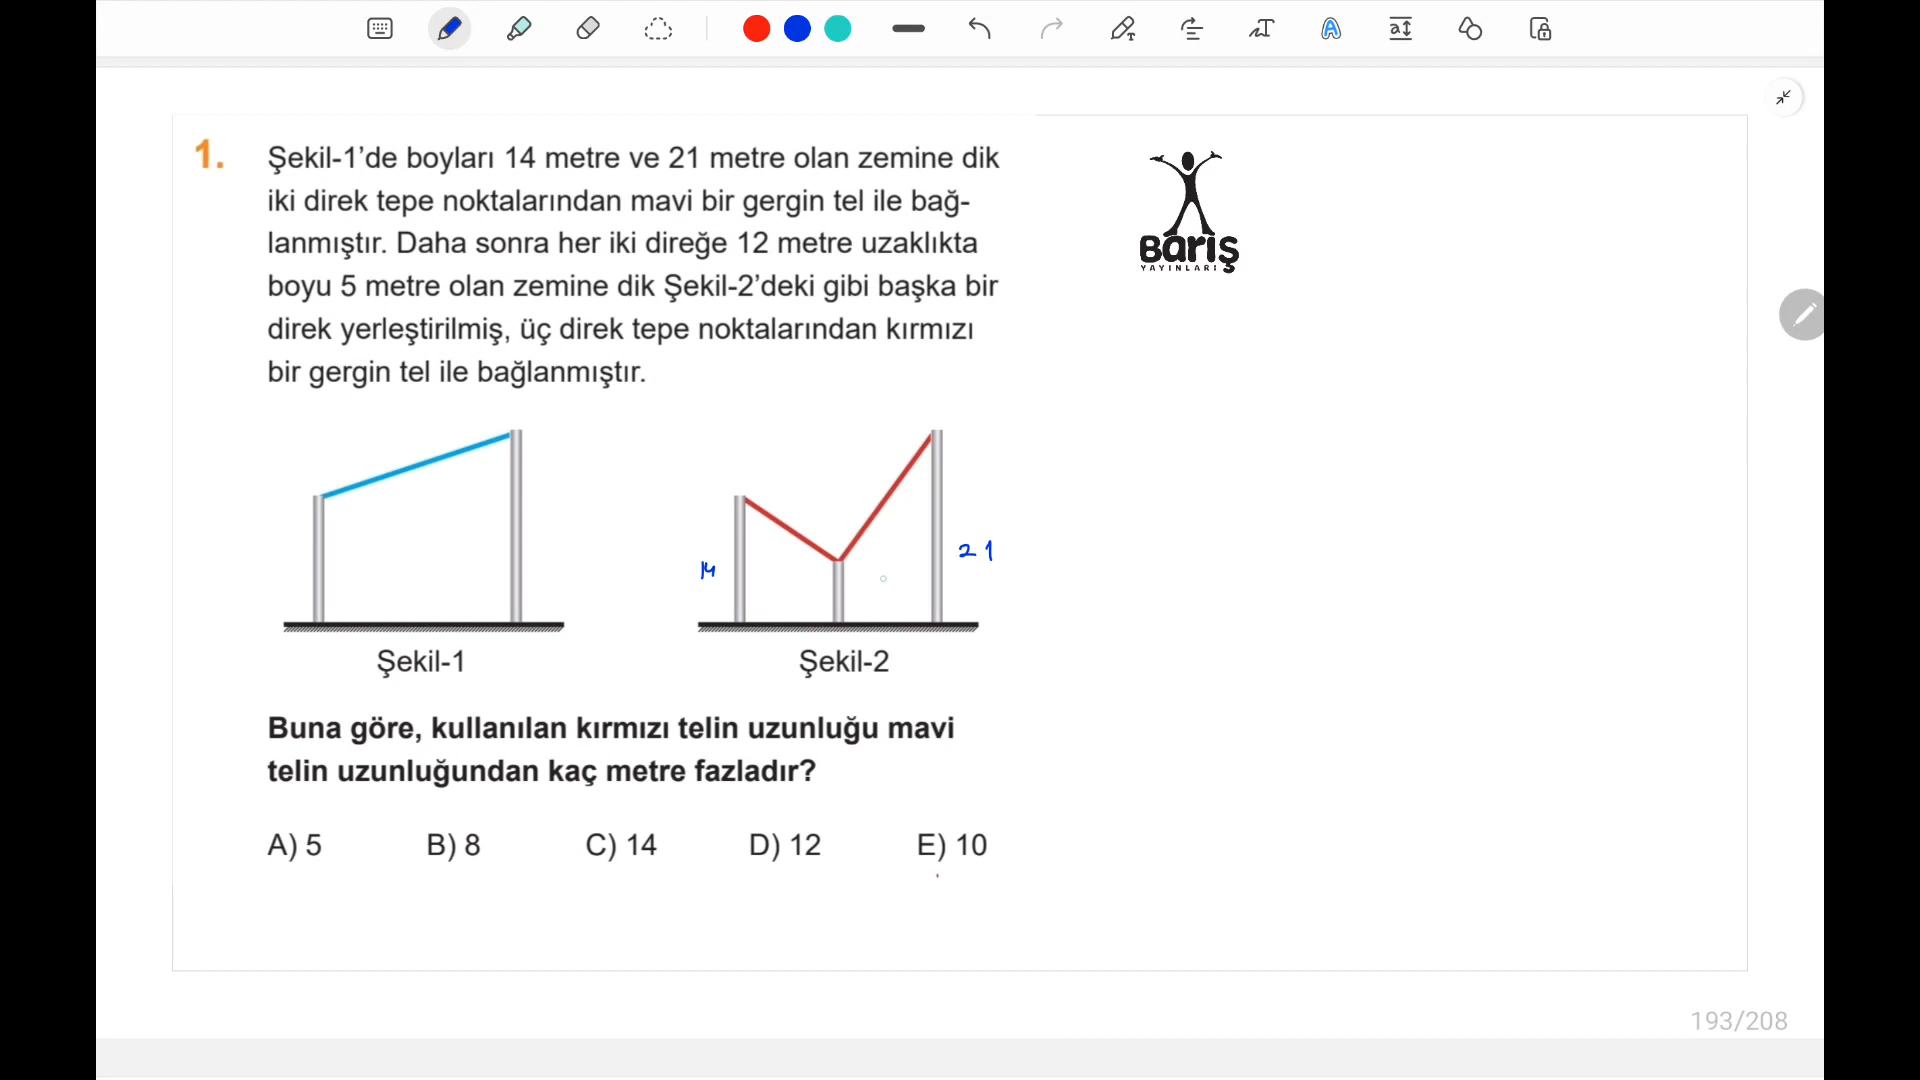 1. Şekil-1’de boyları 14 metre ve 21 metre olan zemine dik
iki direk tepe noktalarından mavi bir gergin tel ile bağ-
lanmıştır. Daha sonra her iki direğe 12 metre uzaklıkta
boyu 5 metre olan zemine dik Şekil-2’deki gibi başka bir
direk yerleştirilmiş, üç direk tepe noktalarından kırmızı
bir gergin tel ile bağlanmıştır.
Barış
YAYINLARI
14
21
Şekil-1
Şekil-2
Buna göre, kullanılan kırmızı telin uzunluğu mavi
telin uzunluğundan kaç metre fazladır?
A) 5 B) 8 C) 14 D) 12 E) 10
193/208